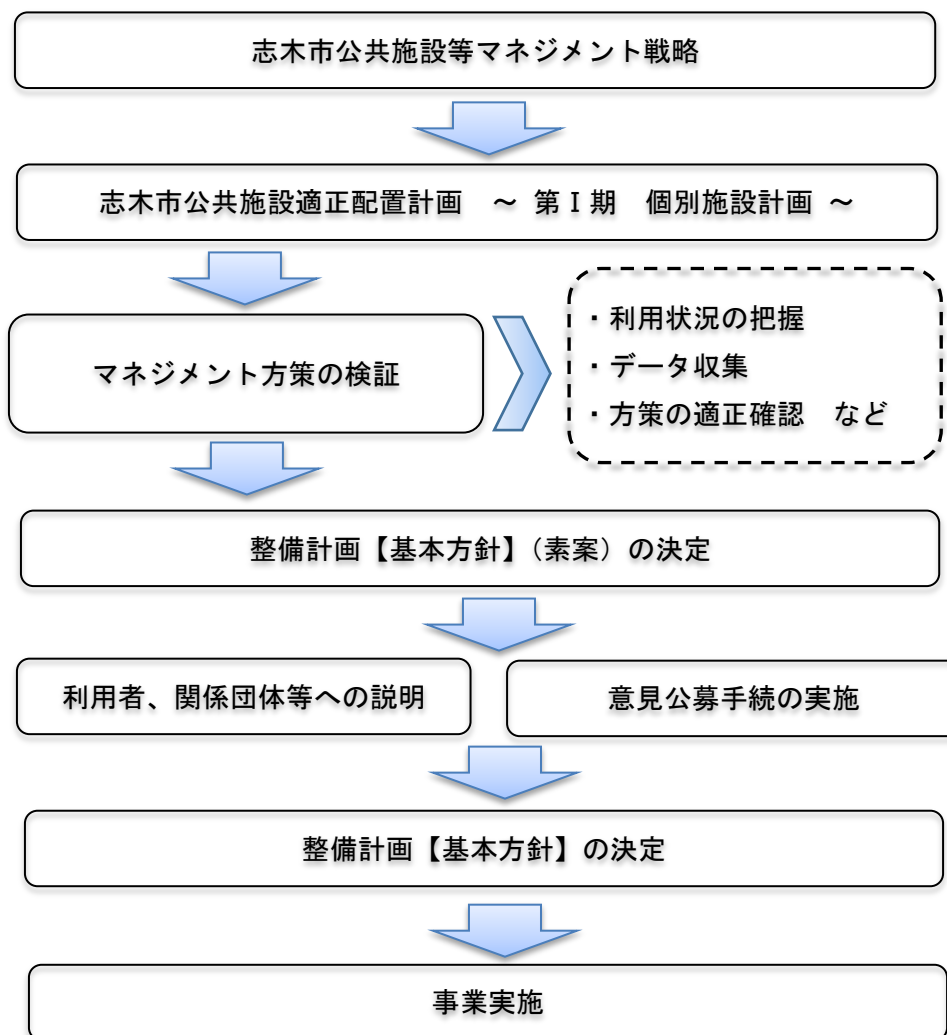 志木市公共施設等マネジメント戦略
志木市公共施設適正配置計画　～ 第Ⅰ期　個別施設計画 ～
マネジメント方策の検証
・利用状況の把握
・データ収集
・方策の適正確認　など
整備計画【基本方針】（素案）の決定
利用者、関係団体等への説明
意見公募手続の実施
整備計画【基本方針】の決定
事業実施